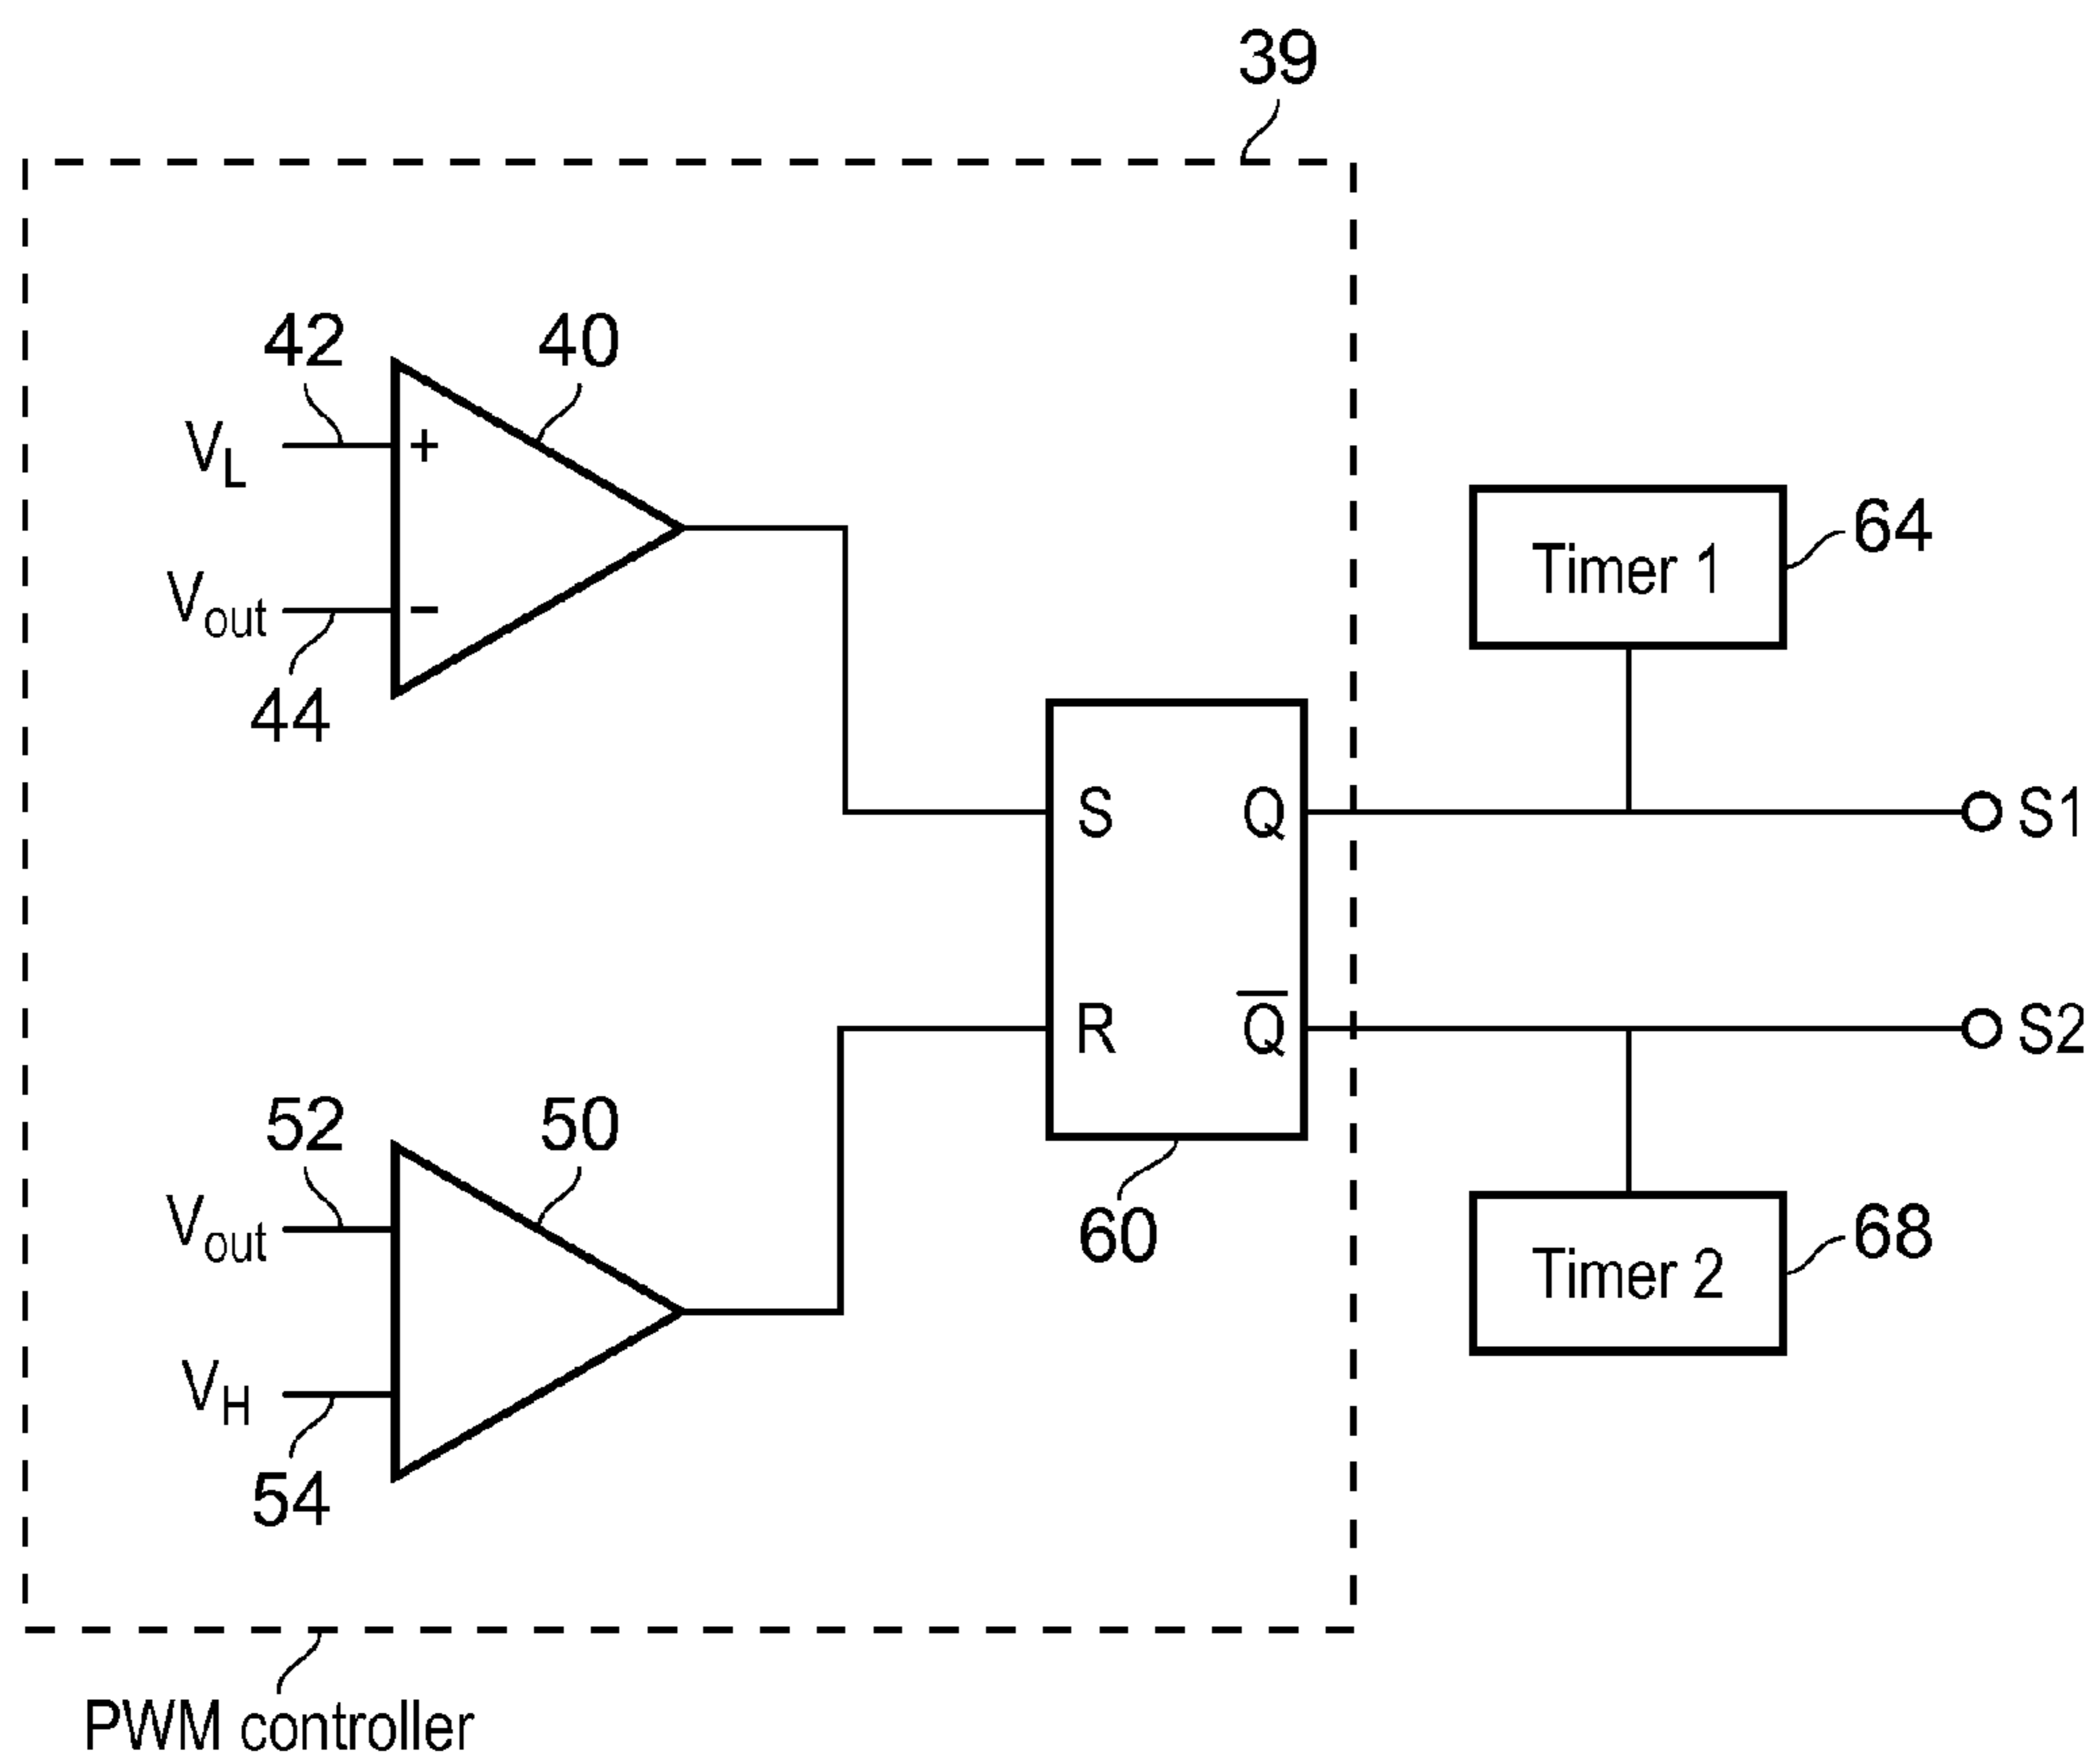 39
42
40
V_L
+
V_out
-
44
Timer 1
64
S
Q
S1
R
Q̅
S2
52
50
V_out
V_H
54
60
Timer 2
68
PWM controller